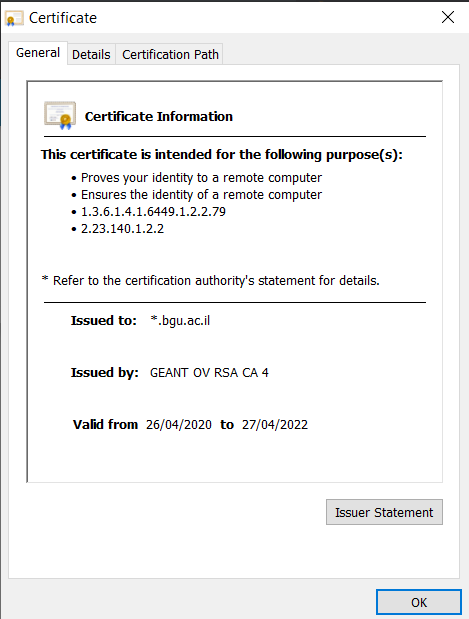 Certificate
General Details Certification Path
Certificate Information
This certificate is intended for the following purpose(s):
• Proves your identity to a remote computer
• Ensures the identity of a remote computer
• 1.3.6.1.4.1.6449.1.2.2.79
• 2.23.140.1.2.2
* Refer to the certification authority's statement for details.
Issued to: *.bgu.ac.il
Issued by: GEANT OV RSA CA 4
Valid from 26/04/2020 to 27/04/2022
Issuer Statement
OK